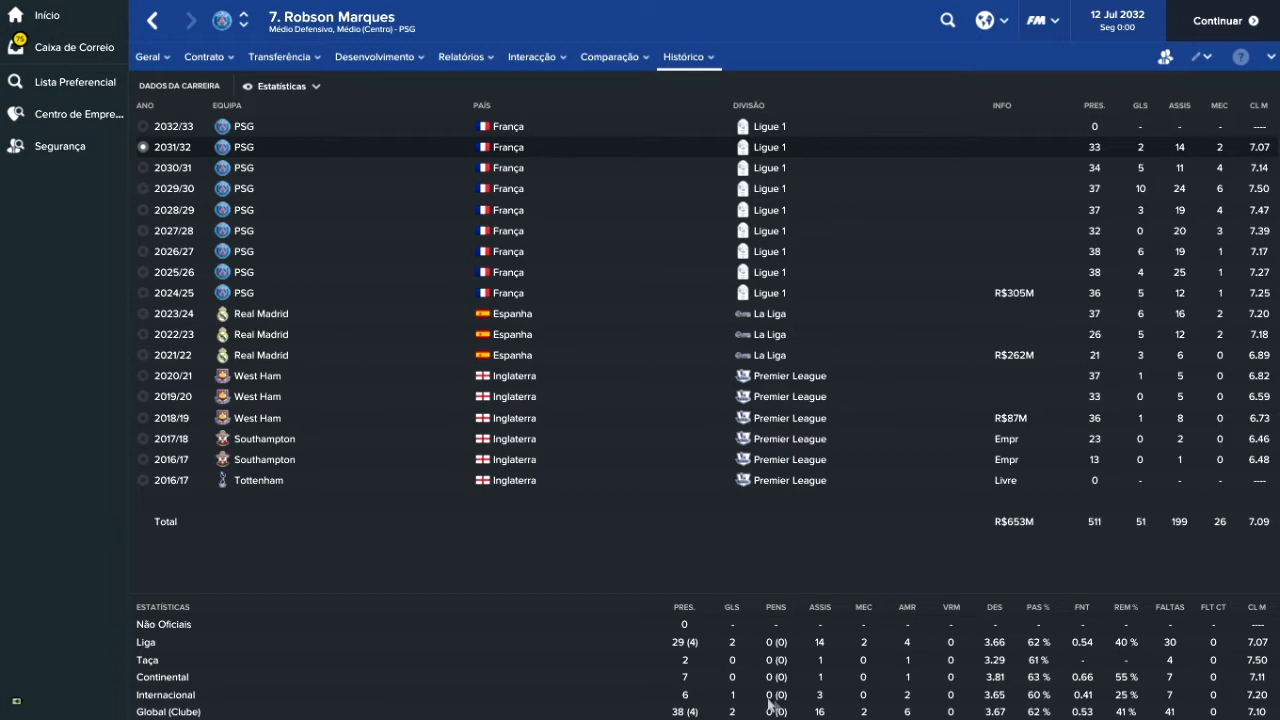 Início
7. Robson Marques
Médio Defensivo, Médio (Centro) - PSG
FM
12 Jul 2032
Seg 0:00
Continuar
75
Caixa de Correio
Geral Contrato Transferência Desenvolvimento Relatórios Interacção Comparação Histórico
Lista Preferencial
DADOS DA CARREIRA Estatísticas
Centro de Empre...
Segurança
ANO EQUIPA PAÍS DIVISÃO INFO PRES. GLS ASSIS MEC CL M
2032/33 PSG França Ligue 1 0 - - - ----
2031/32 PSG França Ligue 1 33 2 14 2 7.07
2030/31 PSG França Ligue 1 34 5 11 4 7.14
2029/30 PSG França Ligue 1 37 10 24 6 7.50
2028/29 PSG França Ligue 1 37 3 19 4 7.47
2027/28 PSG França Ligue 1 32 0 20 3 7.39
2026/27 PSG França Ligue 1 38 6 19 1 7.17
2025/26 PSG França Ligue 1 38 4 25 1 7.27
2024/25 PSG França Ligue 1 R$305M 36 5 12 1 7.25
2023/24 Real Madrid Espanha La Liga 37 6 16 2 7.20
2022/23 Real Madrid Espanha La Liga 26 5 12 2 7.18
2021/22 Real Madrid Espanha La Liga R$262M 21 3 6 0 6.89
2020/21 West Ham Inglaterra Premier League 37 1 5 0 6.82
2019/20 West Ham Inglaterra Premier League 33 0 5 0 6.59
2018/19 West Ham Inglaterra Premier League R$87M 36 1 8 0 6.73
2017/18 Southampton Inglaterra Premier League Empr 23 0 2 0 6.46
2016/17 Southampton Inglaterra Premier League Empr 13 0 1 0 6.48
2016/17 Tottenham Inglaterra Premier League Livre 0 - - - ----
Total R$653M 511 51 199 26 7.09
ESTATÍSTICAS PRES. GLS PENS ASSIS MEC AMR VRM DES PAS % FNT REM % FALTAS FLT CT CL M
Não Oficiais 0 - - - - - - - - - - - - ----
Liga 29 (4) 2 0 (0) 14 2 4 0 3.66 62 % 0.54 40 % 30 0 7.07
Taça 2 0 0 (0) 1 0 1 0 3.29 61 % - - 4 0 7.50
Continental 7 0 0 (0) 1 0 1 0 3.81 63 % 0.66 55 % 7 0 7.11
Internacional 6 1 0 (0) 3 0 2 0 3.65 60 % 0.41 25 % 7 0 7.20
Global (Clube) 38 (4) 2 0 (0) 16 2 6 0 3.67 62 % 0.53 41 % 41 0 7.10